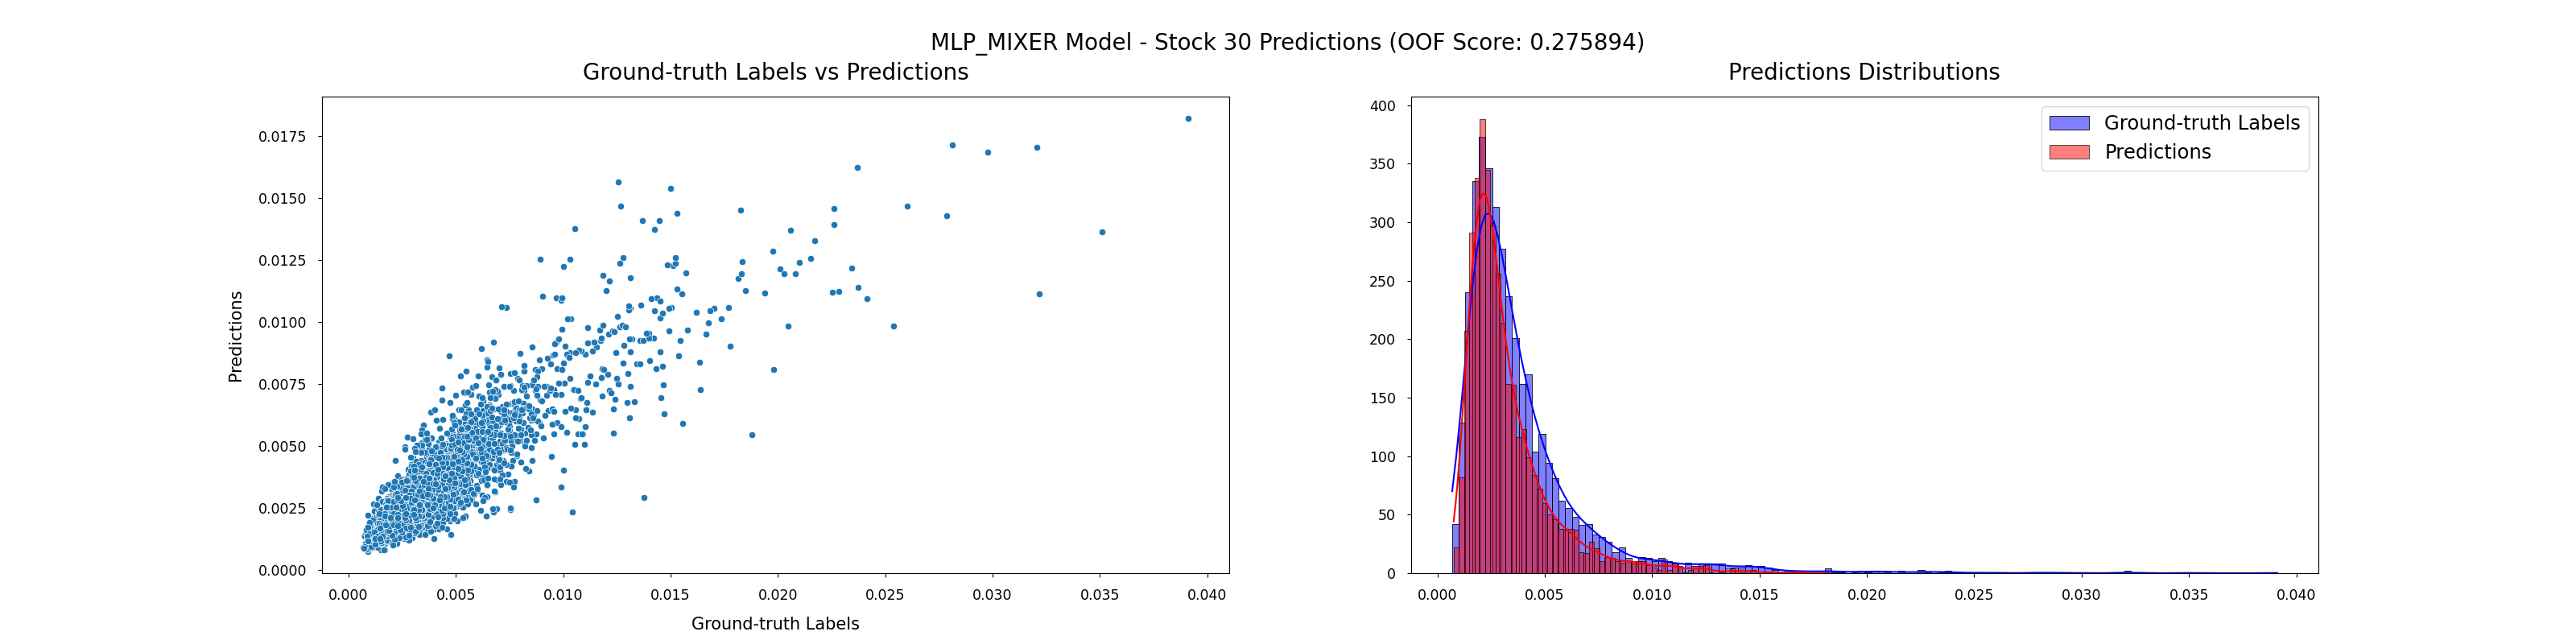 MLP_MIXER Model - Stock 30 Predictions (OOF Score: 0.275894)
Ground-truth Labels vs Predictions
Predictions
0.0175
0.0150
0.0125
0.0100
0.0075
0.0050
0.0025
0.0000
0.000 0.005 0.010 0.015 0.020 0.025 0.030 0.035 0.040
Ground-truth Labels
Predictions Distributions
Ground-truth Labels
Predictions
400
350
300
250
200
150
100
50
0
0.000 0.005 0.010 0.015 0.020 0.025 0.030 0.035 0.040